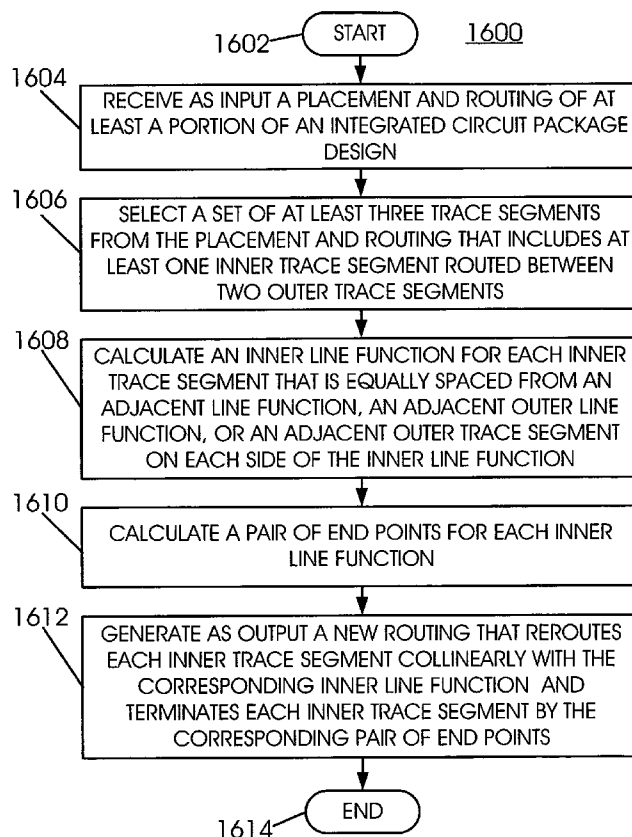 1602
START
1600
1604
RECEIVE AS INPUT A PLACEMENT AND ROUTING OF AT
LEAST A PORTION OF AN INTEGRATED CIRCUIT PACKAGE
DESIGN
1606
SELECT A SET OF AT LEAST THREE TRACE SEGMENTS
FROM THE PLACEMENT AND ROUTING THAT INCLUDES AT
LEAST ONE INNER TRACE SEGMENT ROUTED BETWEEN
TWO OUTER TRACE SEGMENTS
1608
CALCULATE AN INNER LINE FUNCTION FOR EACH INNER
TRACE SEGMENT THAT IS EQUALLY SPACED FROM AN
ADJACENT LINE FUNCTION, AN ADJACENT OUTER LINE
FUNCTION, OR AN ADJACENT OUTER TRACE SEGMENT
ON EACH SIDE OF THE INNER LINE FUNCTION
1610
CALCULATE A PAIR OF END POINTS FOR EACH INNER
LINE FUNCTION
1612
GENERATE AS OUTPUT A NEW ROUTING THAT REROUTES
EACH INNER TRACE SEGMENT COLLINEARLY WITH THE
CORRESPONDING INNER LINE FUNCTION AND
TERMINATES EACH INNER TRACE SEGMENT BY THE
CORRESPONDING PAIR OF END POINTS
END
1614